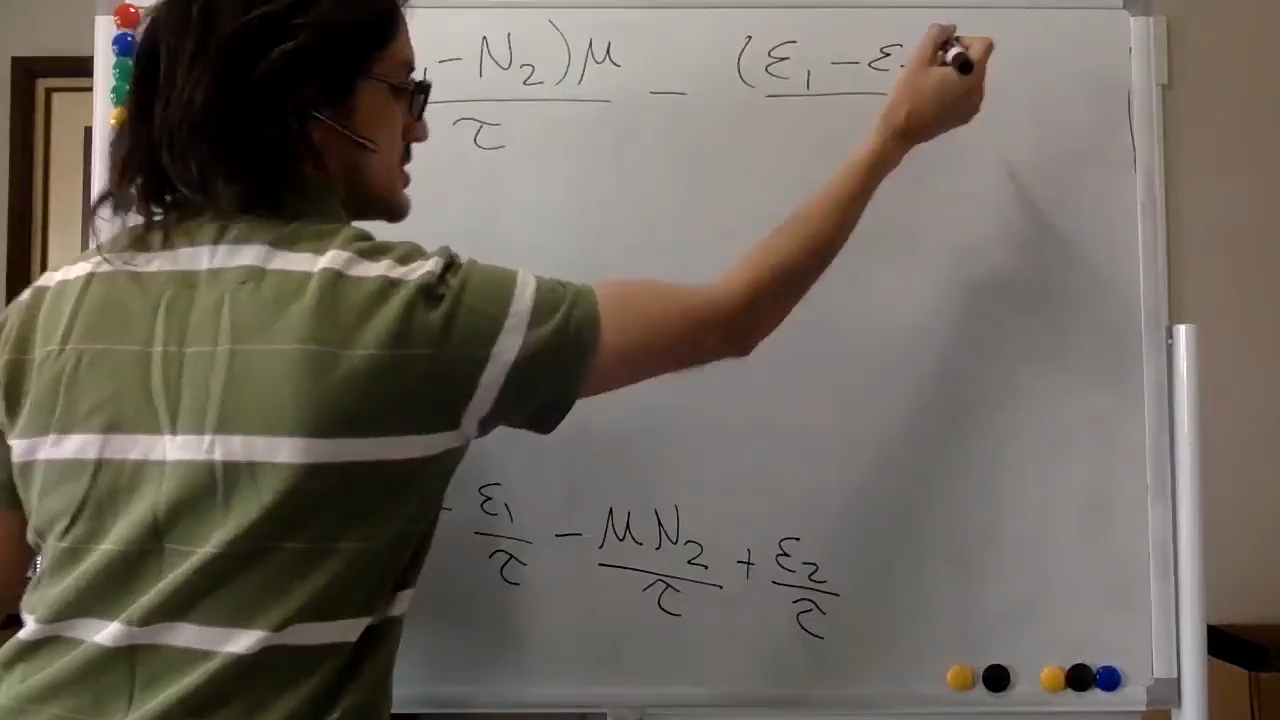 - N₂)μ / τ - (ε₁ - ε
ε₁/τ - μN₂/τ + ε₂/τ